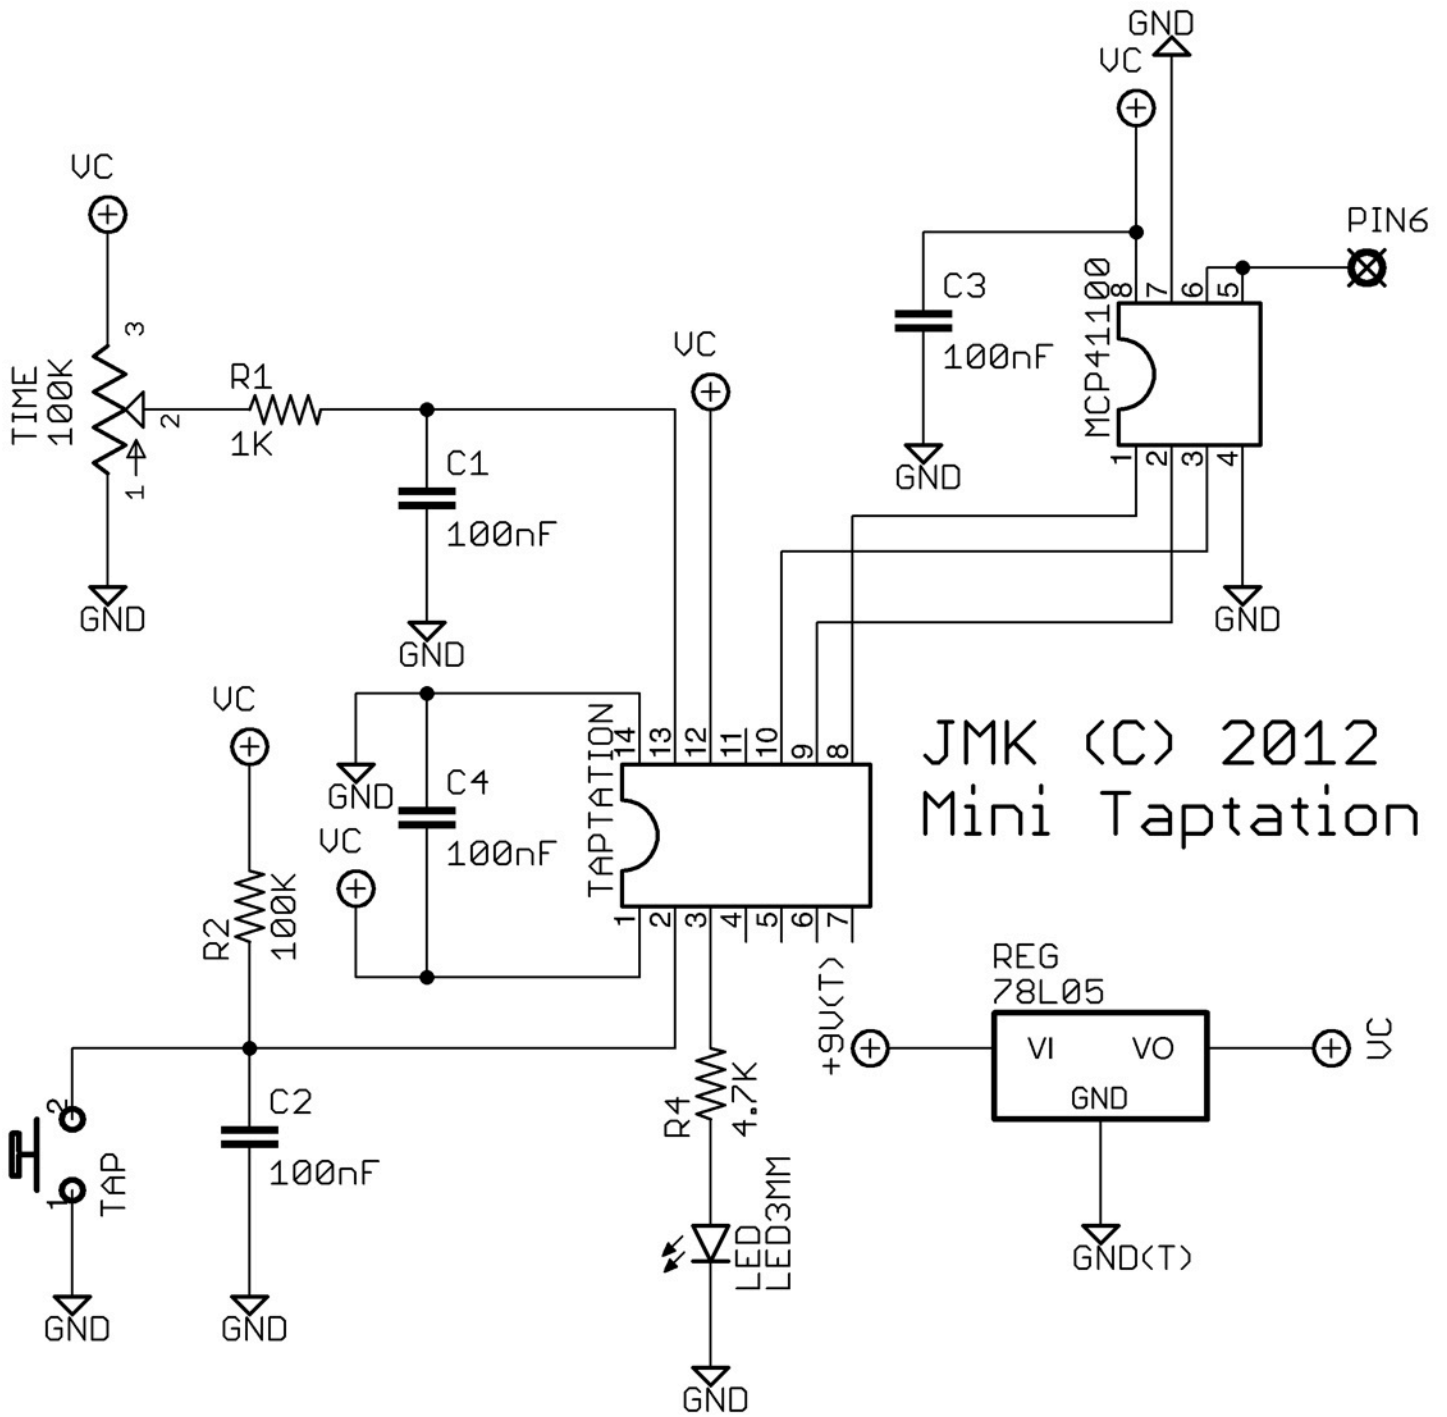 GND
VC
PIN6
VC
8
7
6
5
MCP41100
1
2
3
4
C3
100nF
GND
GND
TIME
100K
3
2
1
GND
R1
1K
C1
100nF
GND
VC
VC
R2
100K
GND
C4
100nF
VC
TAPTATION
14
13
12
11
10
9
8
1
2
3
4
5
6
7
JMK (C) 2012
Mini Taptation
+9V(T)
REG
78L05
VI
VO
GND
VC
GND(T)
2
1
TAP
GND
C2
100nF
GND
R4
4.7K
LED
LED3MM
GND